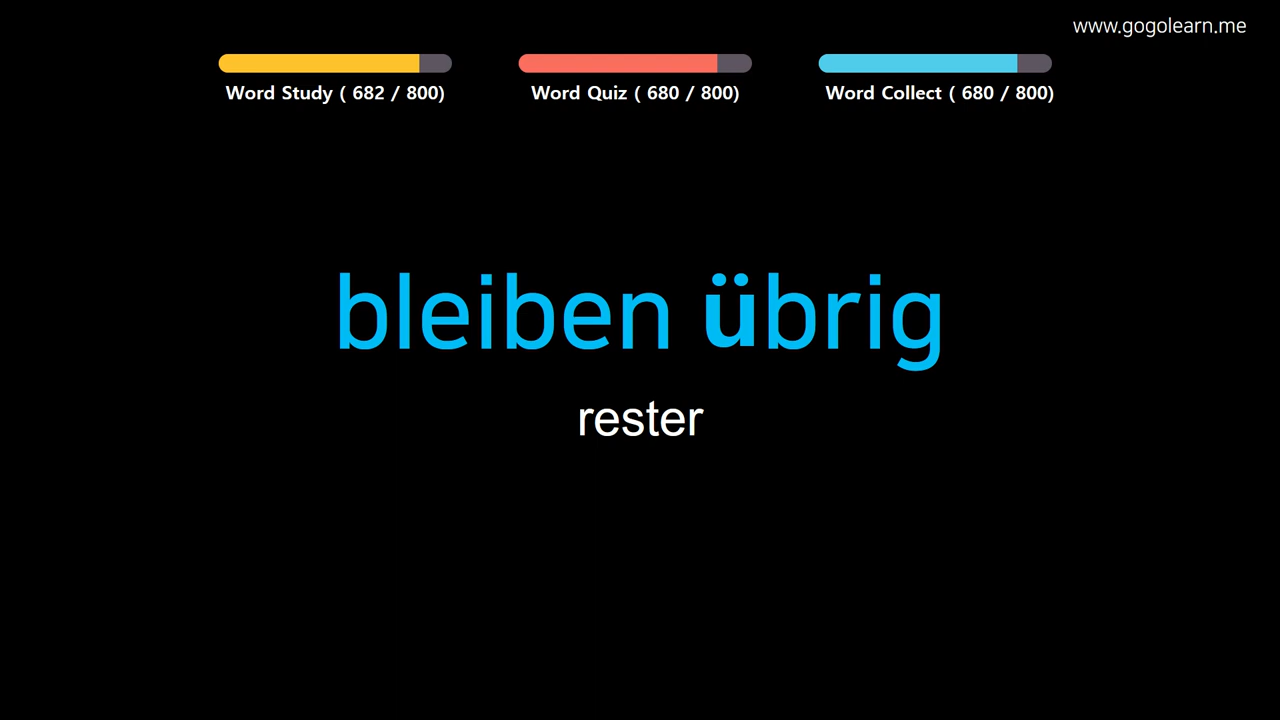 www.gogolearn.me
Word Study ( 682 / 800)
Word Quiz ( 680 / 800)
Word Collect ( 680 / 800)
bleiben übrig
rester